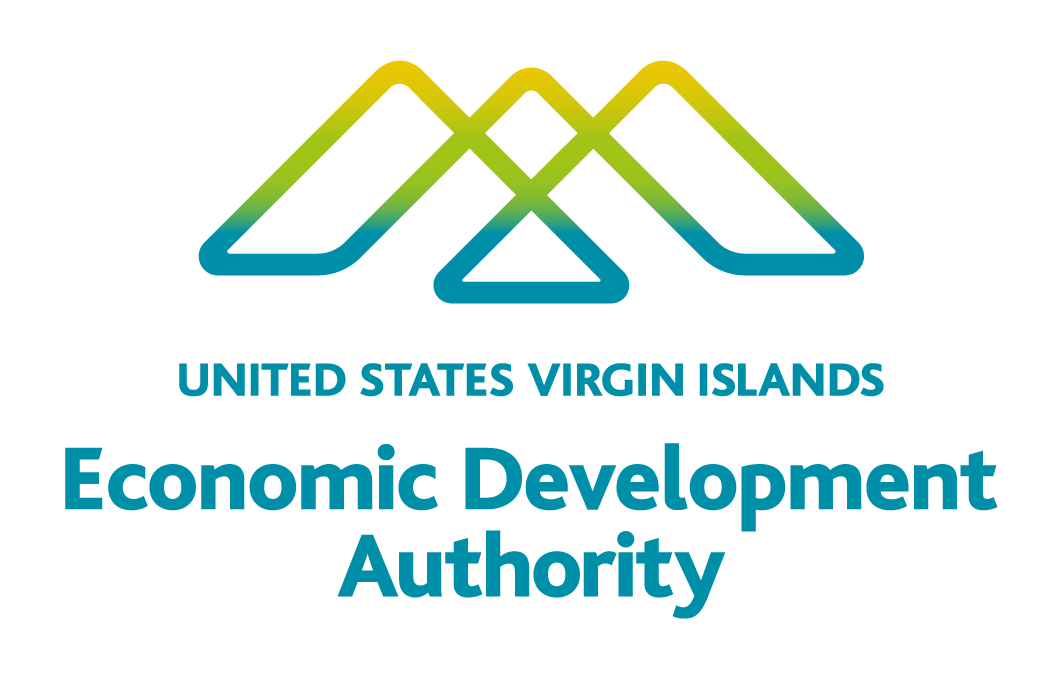 UNITED STATES VIRGIN ISLANDS
Economic Development
Authority